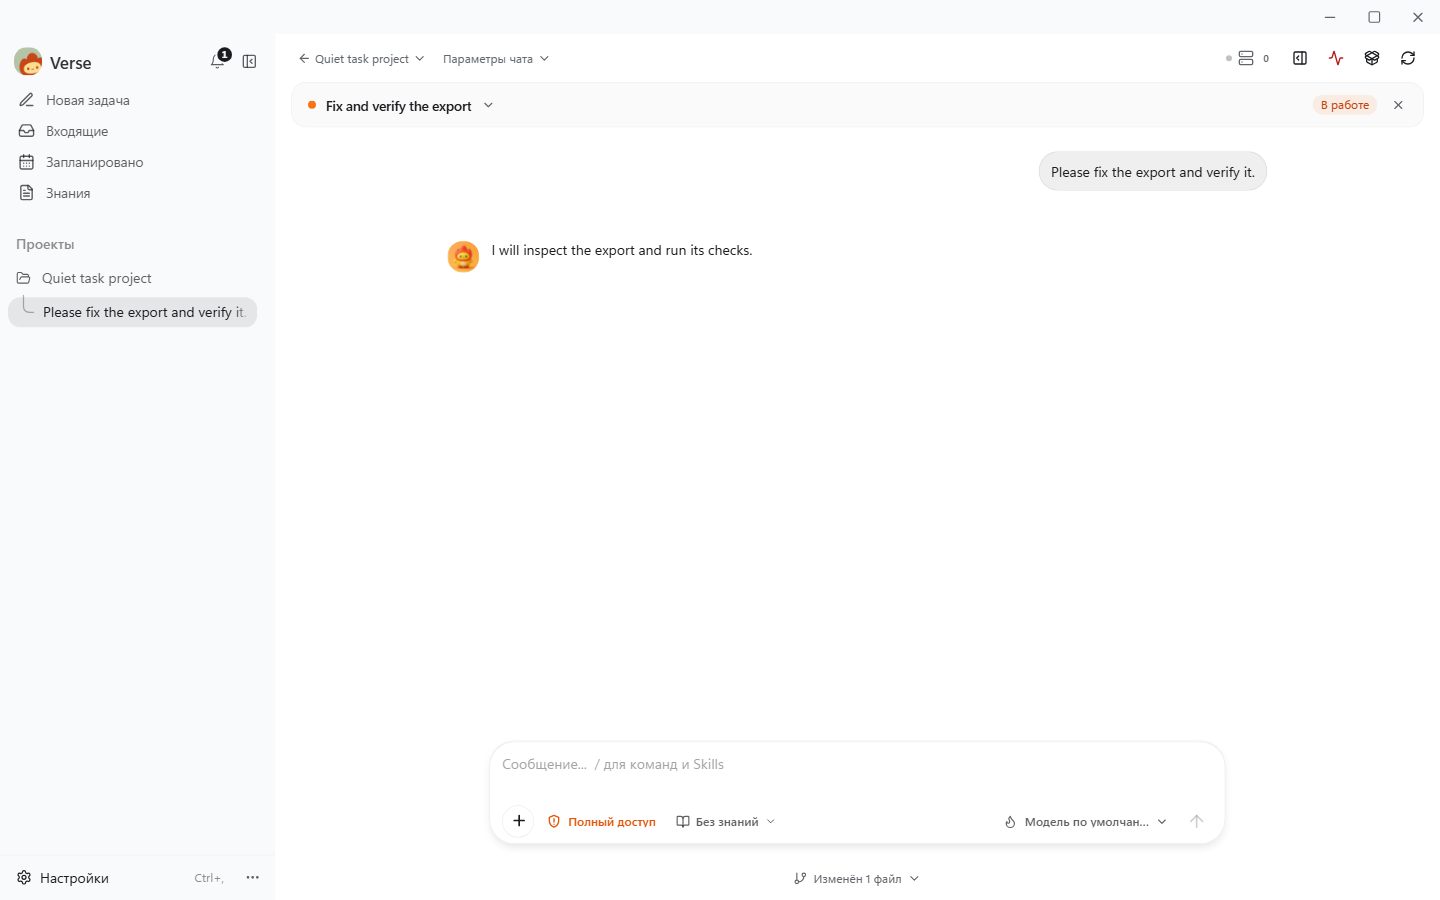 Verse
1
Новая задача
Входящие
Запланировано
Знания
Проекты
Quiet task project
Please fix the export and verify it.
Настройки
Ctrl+,
Quiet task project
Параметры чата
0
Fix and verify the export
В работе
Please fix the export and verify it.
I will inspect the export and run its checks.
Сообщение... / для команд и Skills
Полный доступ
Без знаний
Модель по умолчан...
Изменён 1 файл